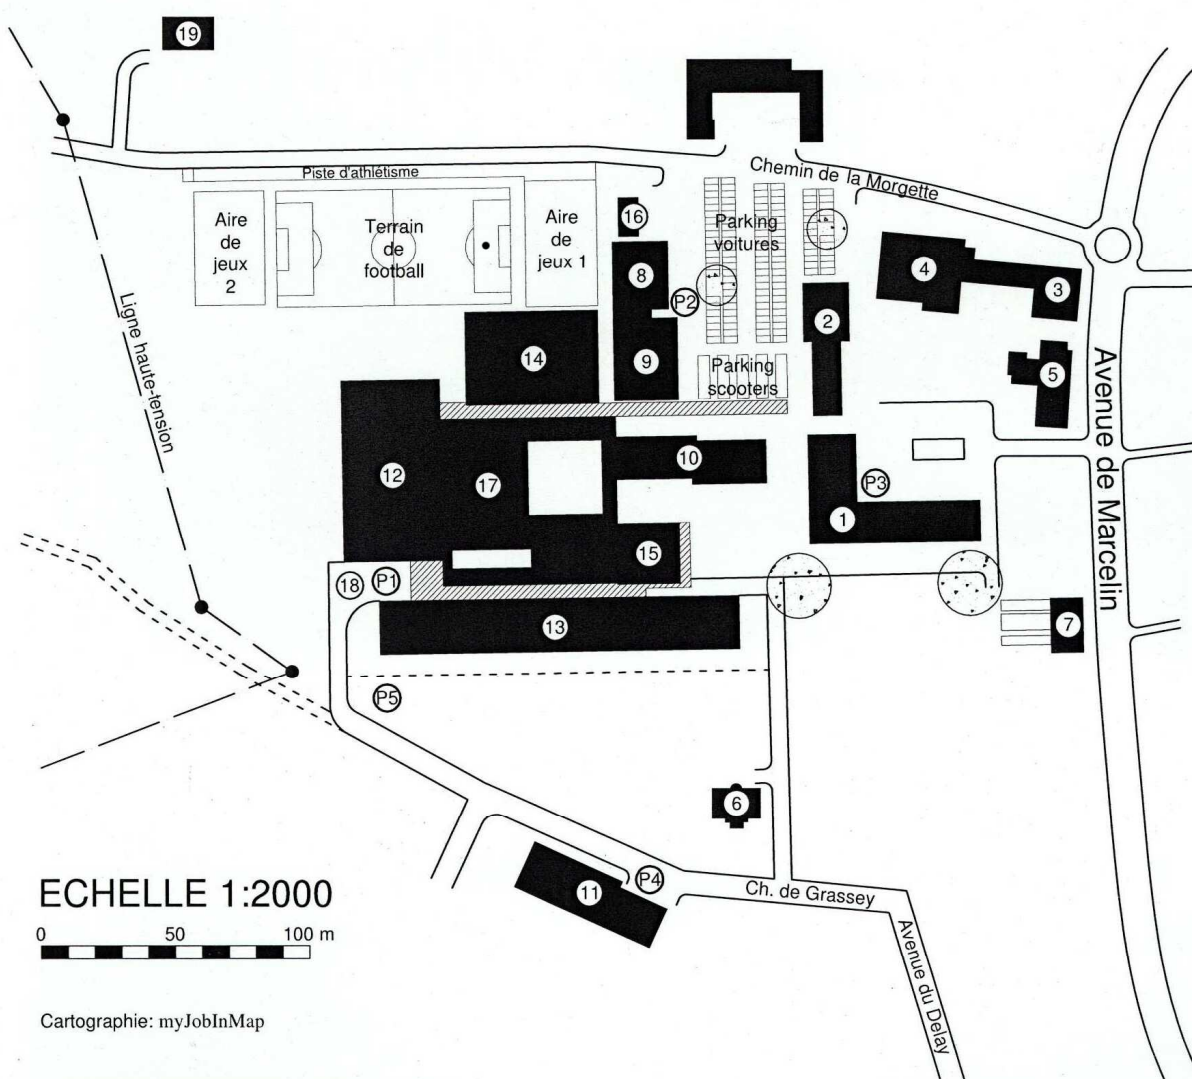 19
Chemin de la Morgette
Piste d'athlétisme
Aire
de
jeux
2
Terrain
de
football
Aire
de
jeux 1
16
Parking
voitures
8
P2
4
3
2
Ligne haute-tension
14
9
Parking
scooters
5
Avenue de Marcelin
12
17
10
P3
1
15
18
P1
13
7
P5
6
11
P4
Ch. de Grassey
Avenue du Delay
ECHELLE 1:2000
0 50 100 m
Cartographie: myJobInMap